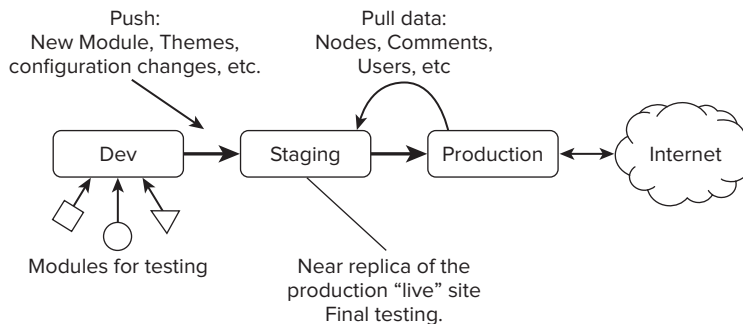 Push:
New Module, Themes,
configuration changes, etc.
Pull data:
Nodes, Comments,
Users, etc
Dev
Staging
Production
Internet
Modules for testing
Near replica of the
production “live” site
Final testing.